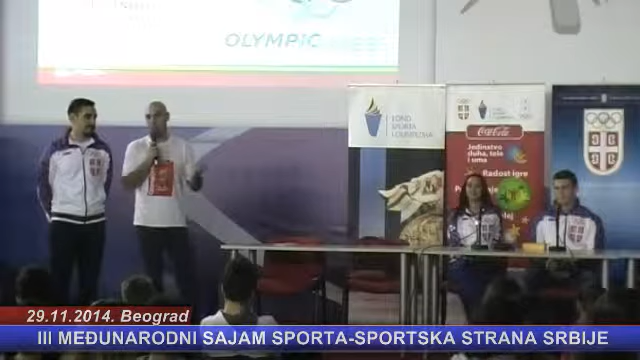 OLYMPIC
FOND
SPORTA
I OLIMPIZMA
Coca-Cola
Jedinstvo
duha, tela
i uma
Radost igre
29.11.2014. Beograd
III MEĐUNARODNI SAJAM SPORTA-SPORTSKA STRANA SRBIJE